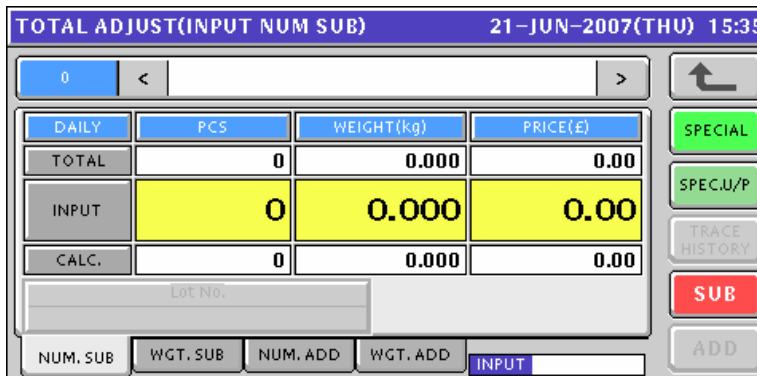 TOTAL ADJUST(INPUT NUM SUB) 21-JUN-2007(THU) 15:35
0 < >
DAILY PCS WEIGHT(kg) PRICE(£)
TOTAL 0 0.000 0.00
INPUT 0 0.000 0.00
CALC. 0 0.000 0.00
Lot No.
SPECIAL
SPEC.U/P
TRACE
HISTORY
SUB
ADD
NUM. SUB WGT. SUB NUM. ADD WGT. ADD INPUT